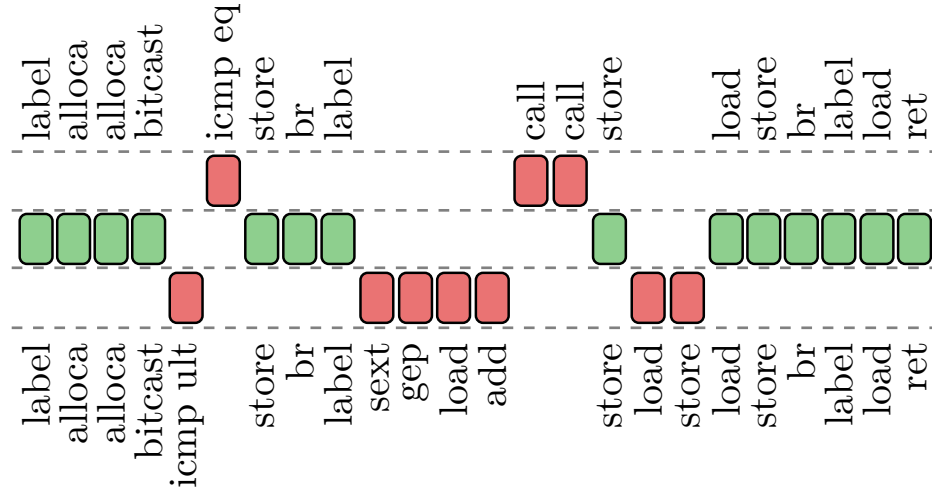 label
alloca
alloca
bitcast
icmp eq
store
br
label
call
call
store
load
store
br
label
load
ret
label
alloca
alloca
bitcast
icmp ult
store
br
label
sext
gep
load
add
store
load
store
load
store
br
label
load
ret